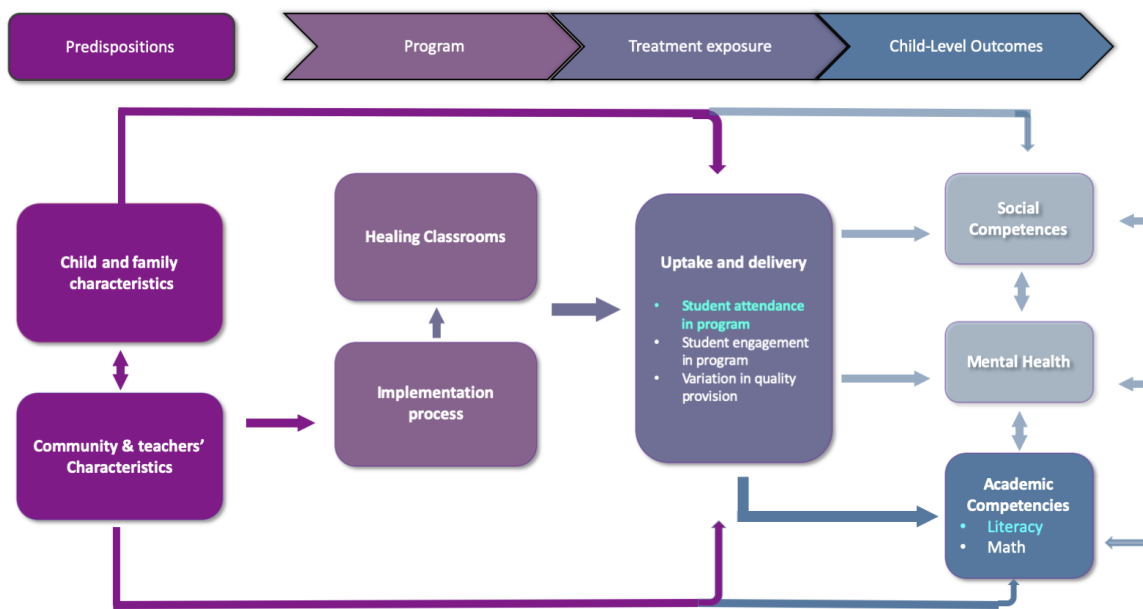 Predispositions
Program
Treatment exposure
Child-Level Outcomes
Child and family
characteristics
Community & teachers’
Characteristics
Healing Classrooms
Implementation
process
Uptake and delivery
• Student attendance
in program
• Student engagement
in program
• Variation in quality
provision
Social
Competences
Mental Health
Academic
Competencies
• Literacy
• Math